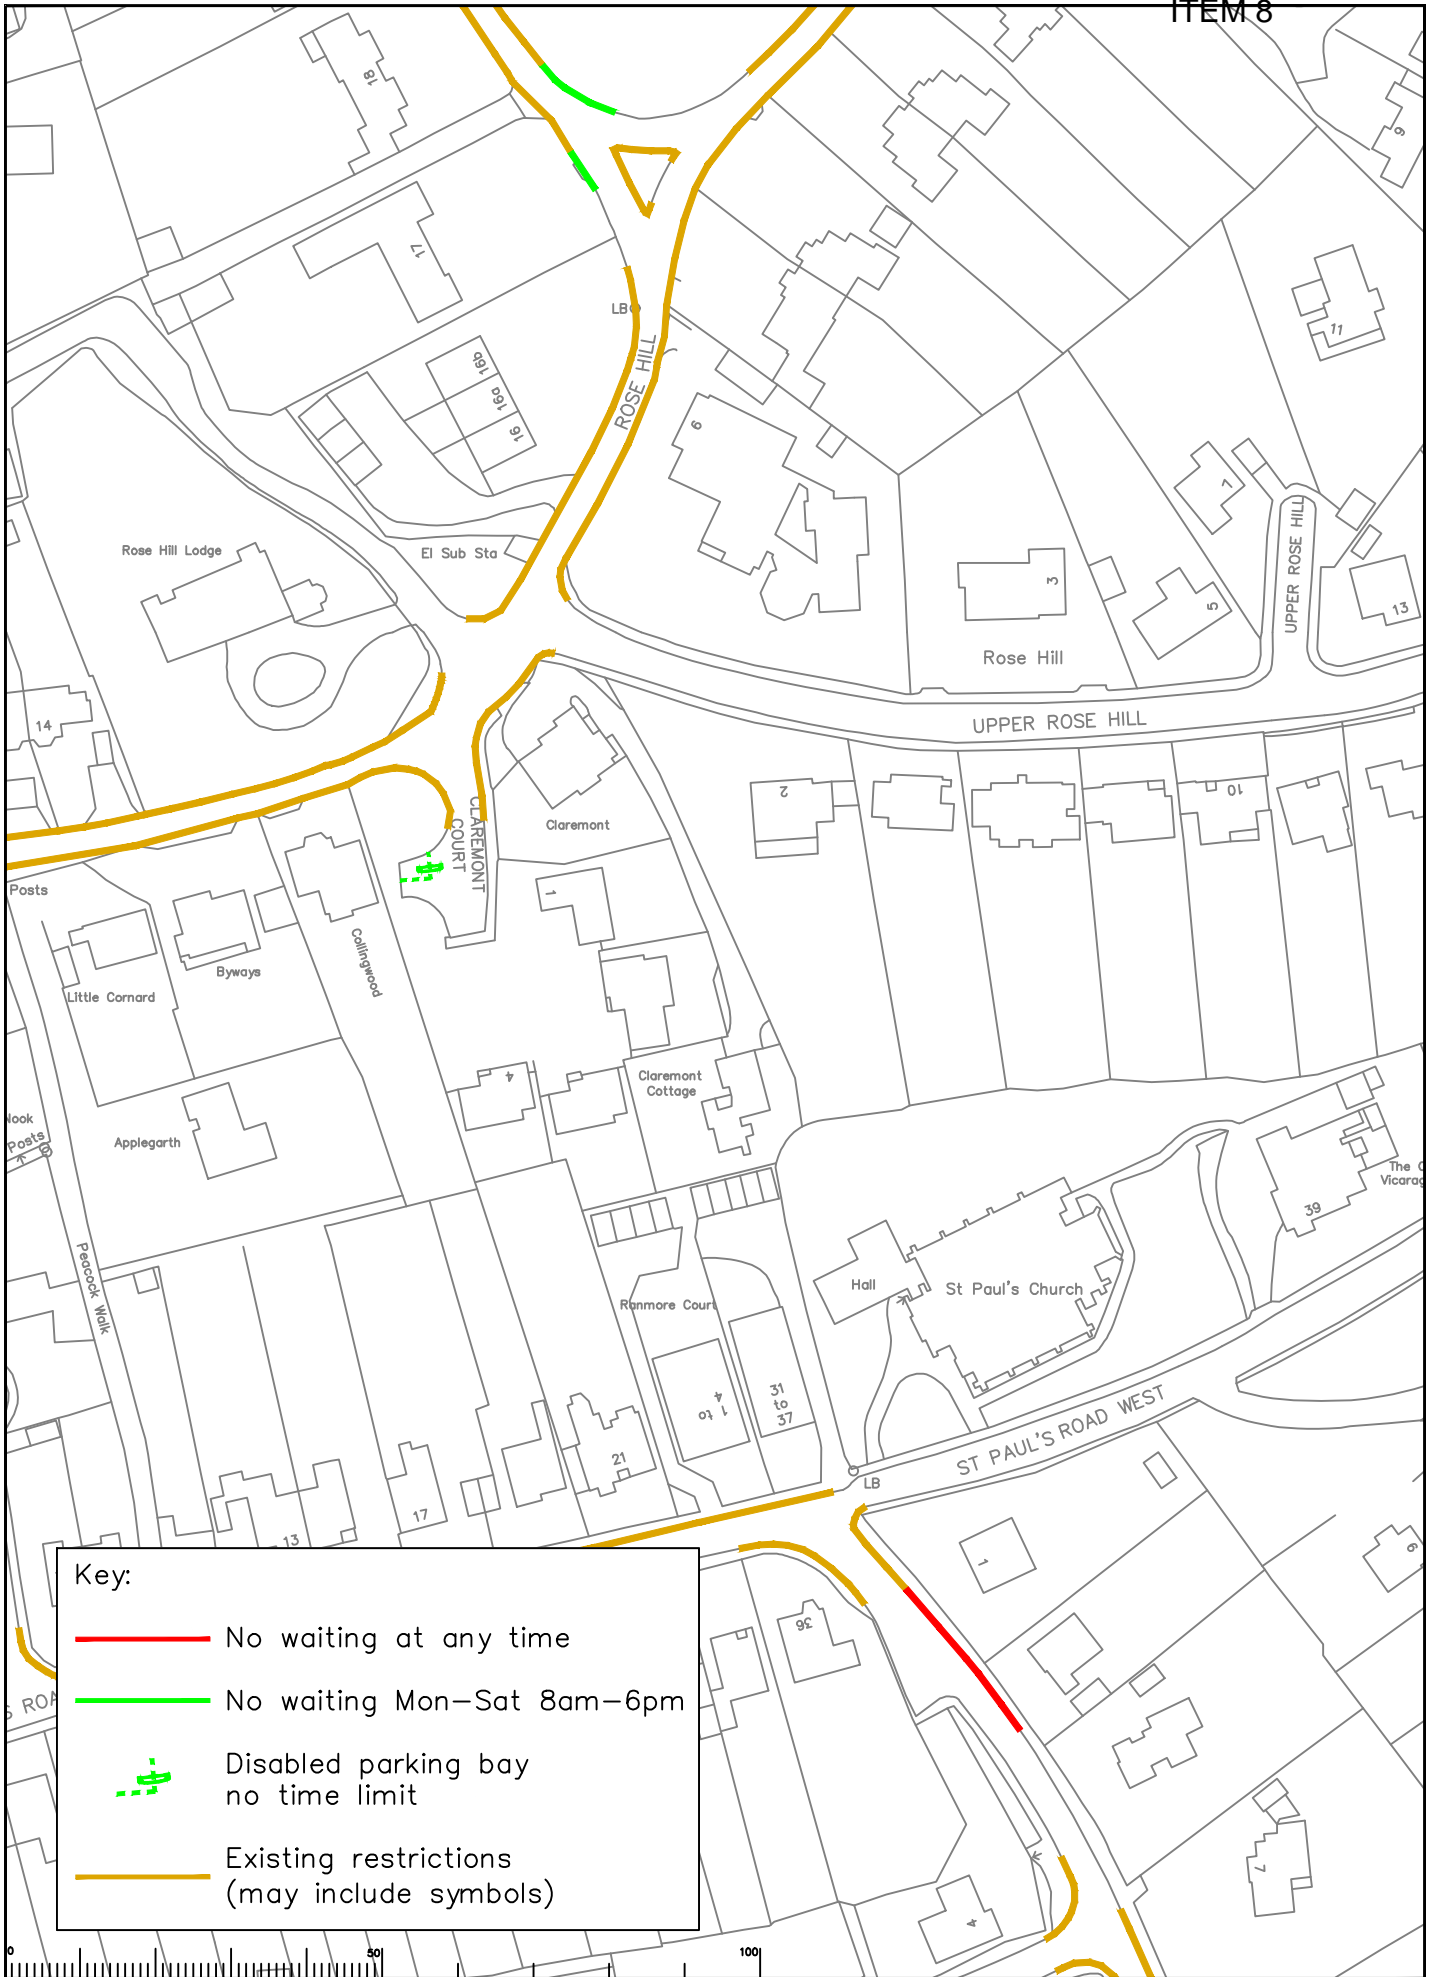 ITEM 8
18
9
17
11
LB
16b
16a
16
ROSE HILL
6
7
UPPER ROSE HILL
Rose Hill Lodge
El Sub Sta
3
5
13
Rose Hill
14
UPPER ROSE HILL
2
10
Claremont
CLAREMONT
COURT
Posts
1
Collingwood
Byways
Little Cornard
4
Claremont
Cottage
Nook
Posts
Applegarth
The
39
Peacock Walk
Hall
St Paul's Church
Ranmore Court
1 to 4
31
to
37
21
ST PAUL'S ROAD WEST
LB
17
13
1
6
36
7
4
Key:
No waiting at any time
No waiting Mon-Sat 8am-6pm
Disabled parking bay
no time limit
Existing restrictions
(may include symbols)
0
50
100